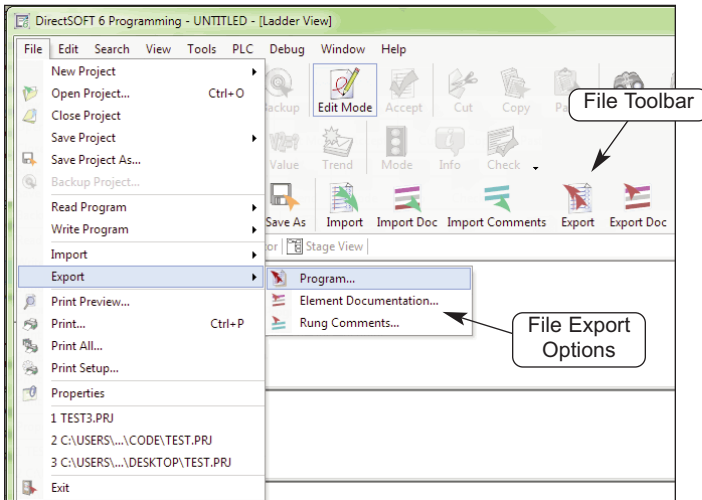 DirectSOFT 6 Programming - UNTITLED - [Ladder View]
File Edit Search View Tools PLC Debug Window Help
New Project
Open Project... Ctrl+O
Close Project
Save Project
Save Project As...
Backup Project...
Read Program
Write Program
Import
Export
Print Preview...
Print... Ctrl+P
Print All...
Print Setup...
Properties
1 TEST3.PRJ
2 C:\USERS\...\CODE\TEST.PRJ
3 C:\USERS\...\DESKTOP\TEST.PRJ
Exit
Edit Mode Accept Cut Copy
File Toolbar
Value Trend Mode Info Check
Save As Import Import Doc Import Comments Export Export Doc
Stage View
Program...
Element Documentation...
Rung Comments...
File Export
Options